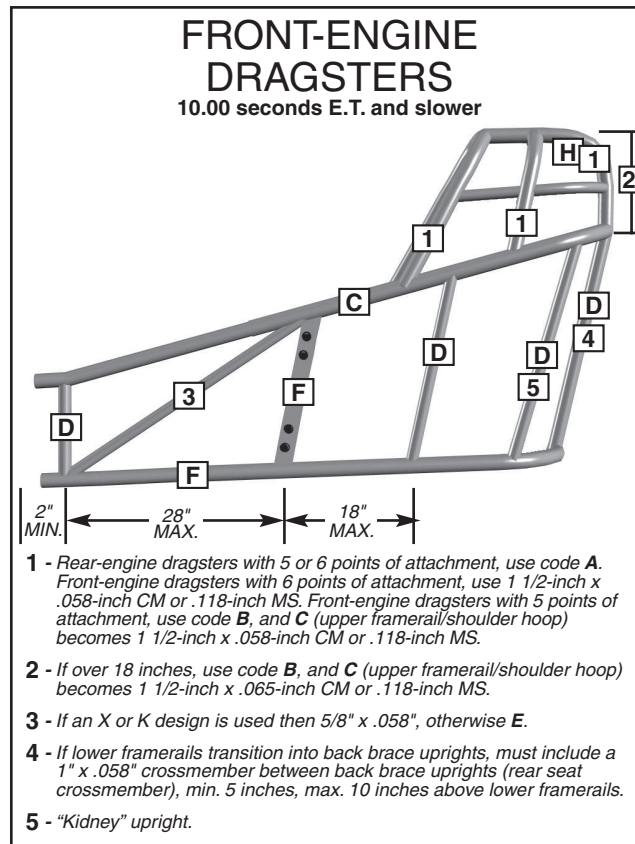 FRONT-ENGINE
DRAGSTERS
10.00 seconds E.T. and slower
H
1
2
1
1
C
D
4
D
5
D
3
F
D
F
2"
MIN.
28"
MAX.
18"
MAX.
1 - Rear-engine dragsters with 5 or 6 points of attachment, use code A.
Front-engine dragsters with 6 points of attachment, use 1 1/2-inch x
.058-inch CM or .118-inch MS. Front-engine dragsters with 5 points of
attachment, use code B, and C (upper framerail/shoulder hoop)
becomes 1 1/2-inch x .058-inch CM or .118-inch MS.
2 - If over 18 inches, use code B, and C (upper framerail/shoulder hoop)
becomes 1 1/2-inch x .065-inch CM or .118-inch MS.
3 - If an X or K design is used then 5/8" x .058", otherwise E.
4 - If lower framerails transition into back brace uprights, must include a
1" x .058" crossmember between back brace uprights (rear seat
crossmember), min. 5 inches, max. 10 inches above lower framerails.
5 - “Kidney” upright.